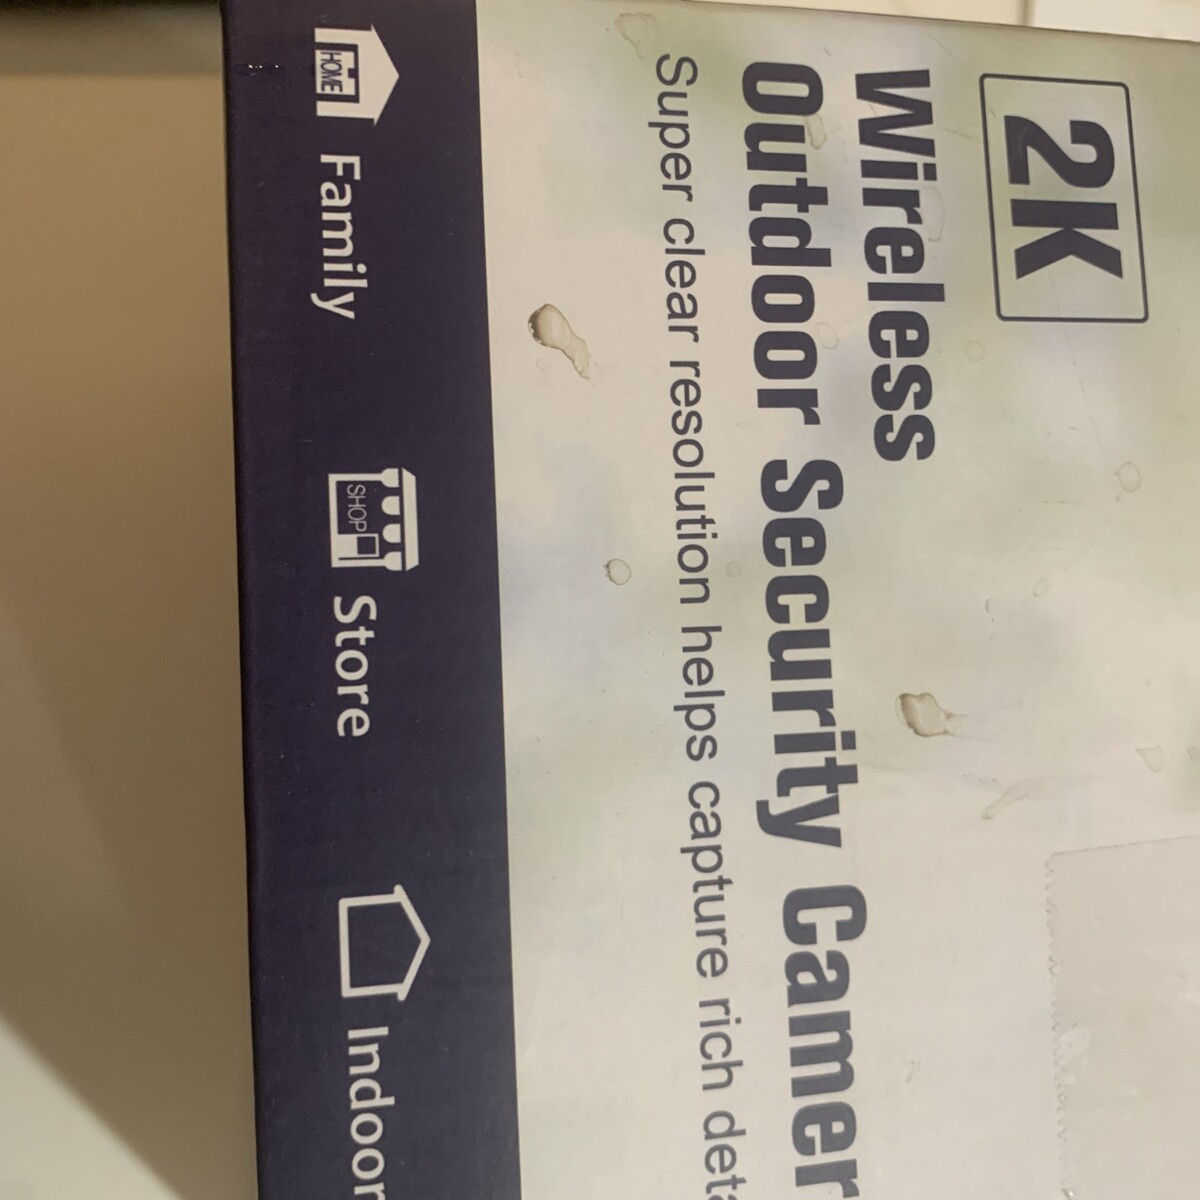 2K
Wireless
Outdoor Security Camer
Super clear resolution helps capture rich deta
HOME Family
SHOP Store
Indoor